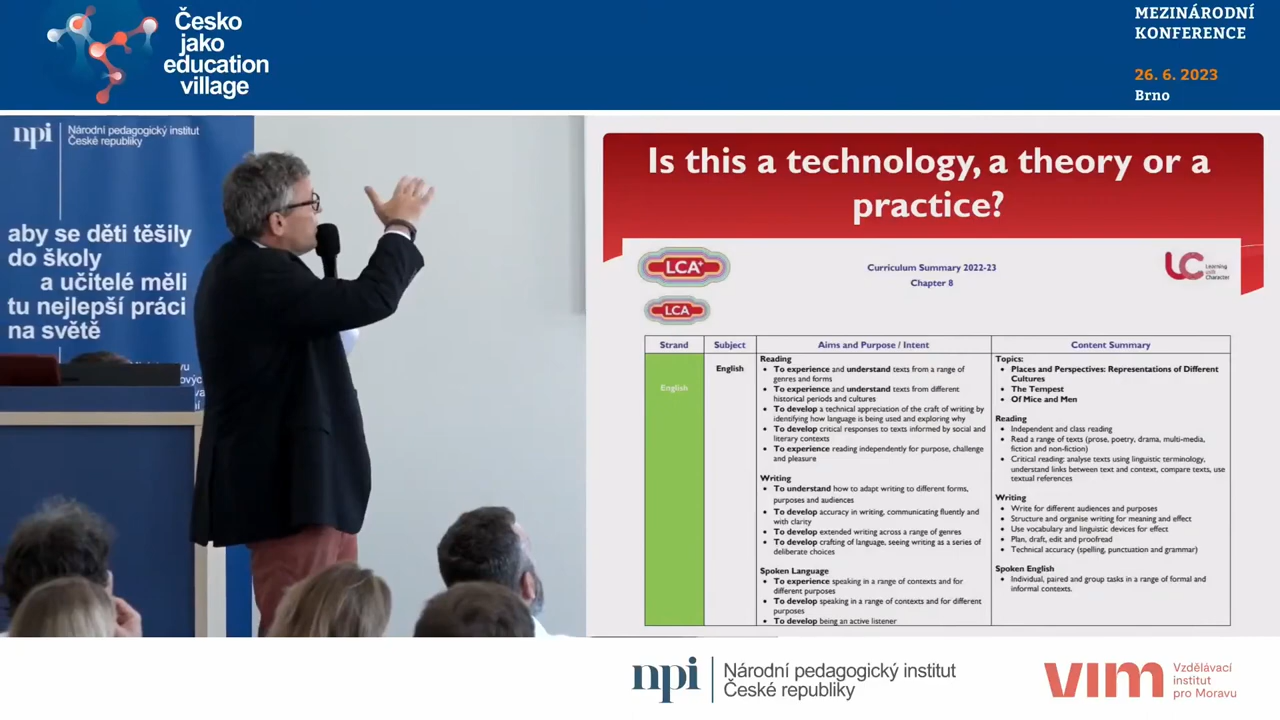 Česko
jako
education
village
MEZINÁRODNÍ
KONFERENCE
26. 6. 2023
Brno
npi
Národní pedagogický institut
České republiky
aby se děti těšily
do školy
a učitelé měli
tu nejlepší práci
na světě
Is this a technology, a theory or a
practice?
LCA+
LCA
Curriculum Summary 2022-23
Chapter 8
LC Learning
with
Character
Strand
Subject
Aims and Purpose / Intent
Content Summary
English
English
Reading
• To experience and understand texts from a range of
genres and forms
• To experience and understand texts from different
historical periods and cultures
• To develop a technical appreciation of the craft of writing by
identifying how language is being used and exploring why
• To develop critical responses to texts informed by social and
literary contexts
• To experience reading independently for purpose, challenge
and pleasure
Writing
• To understand how to adapt writing to different forms,
purposes and audiences
• To develop accuracy in writing, communicating fluently and
with clarity
• To develop extended writing across a range of genres
• To develop crafting of language, seeing writing as a series of
deliberate choices
Spoken Language
• To experience speaking in a range of contexts and for
different purposes
• To develop speaking in a range of contexts and for different
purposes
• To develop being an active listener
Topics:
• Places and Perspectives: Representations of Different
Cultures
• The Tempest
• Of Mice and Men
Reading
• Independent and class reading
• Read a range of texts (prose, poetry, drama, multi-media,
fiction and non-fiction)
• Critical reading: analyse texts using linguistic terminology,
understand links between text and context, compare texts, use
textual references
Writing
• Write for different audiences and purposes
• Structure and organise writing for meaning and effect
• Use vocabulary and linguistic devices for effect
• Plan, draft, edit and proofread
• Technical accuracy (spelling, punctuation and grammar)
Spoken English
• Individual, paired and group tasks in a range of formal and
informal contexts.
npi
Národní pedagogický institut
České republiky
vim
Vzdělávací
institut
pro Moravu